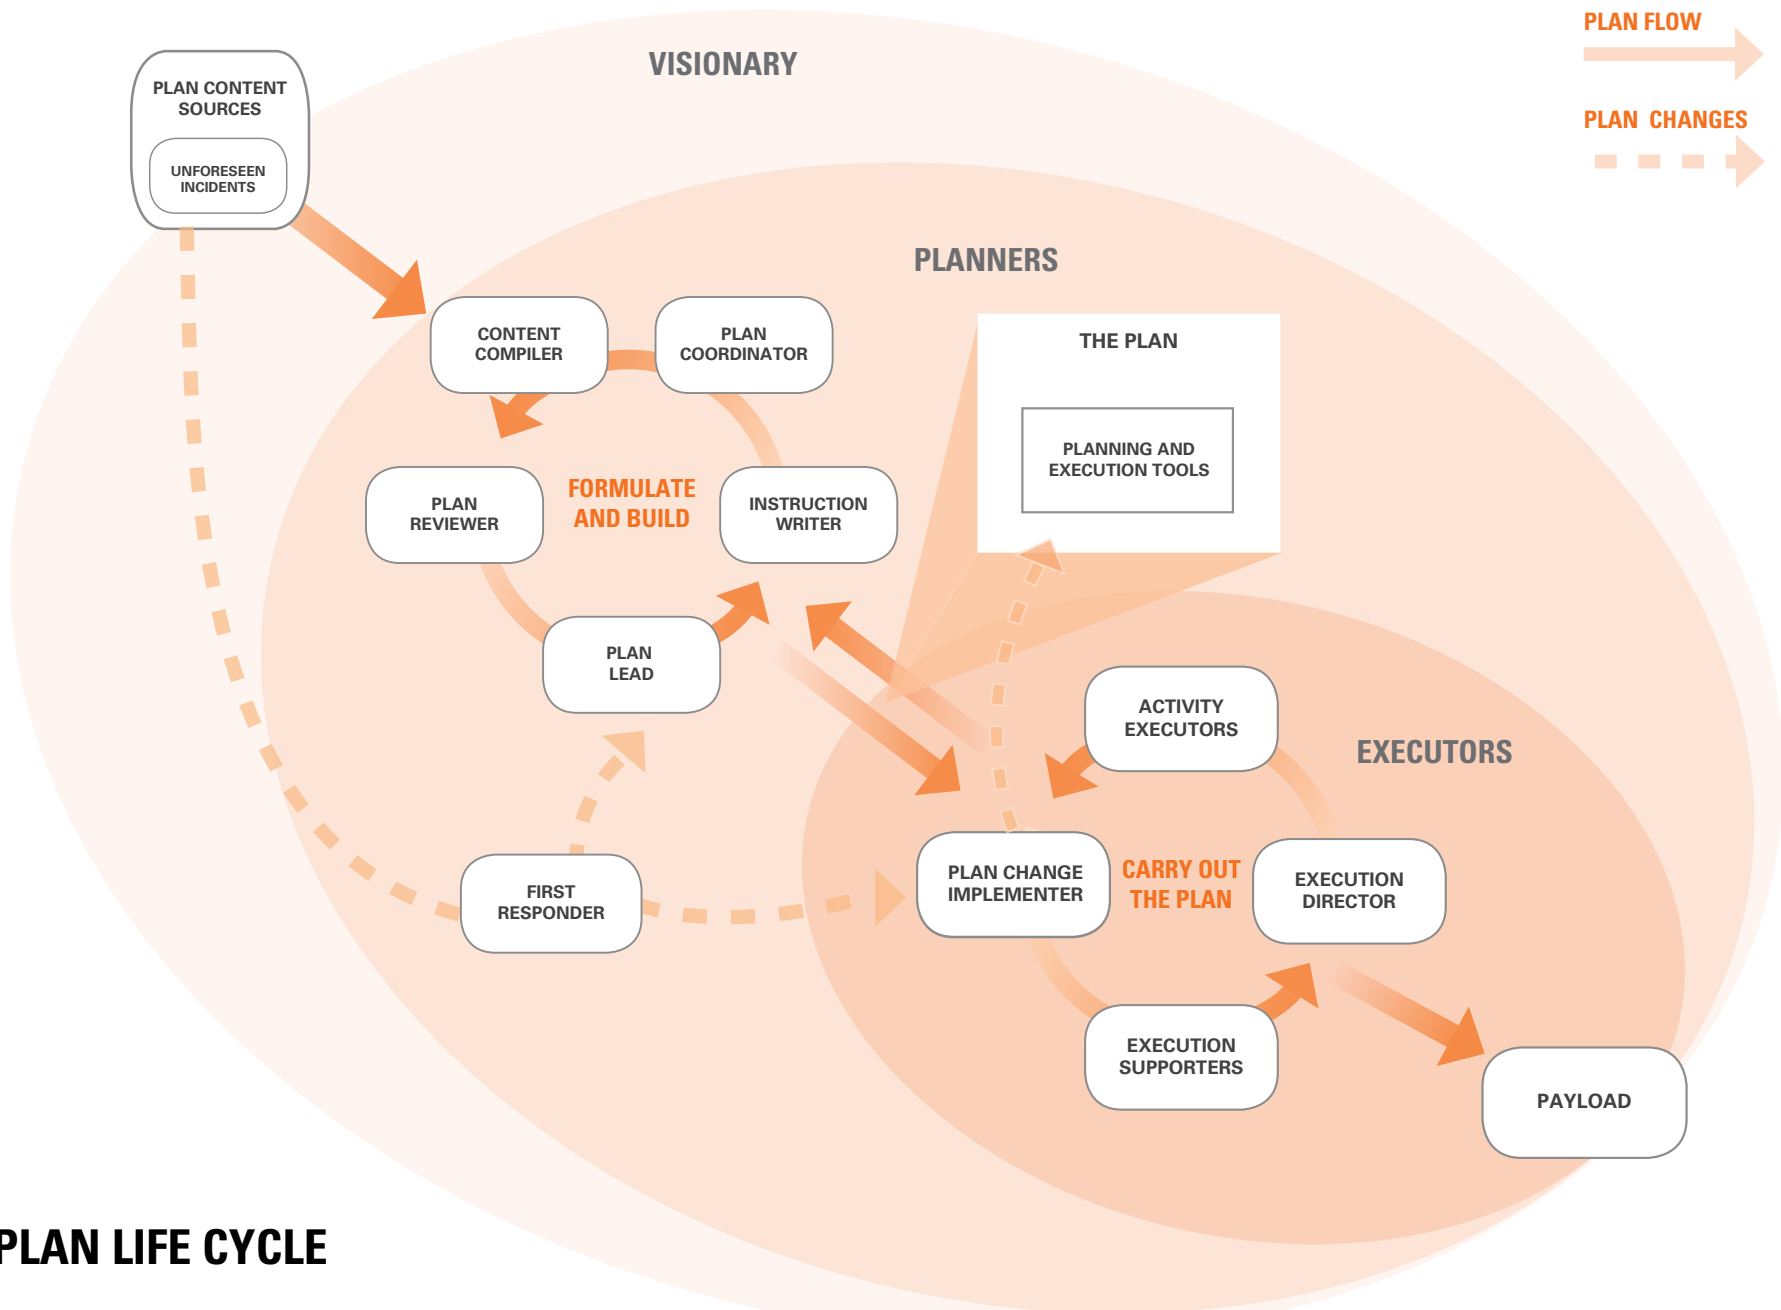 PLAN FLOW
PLAN CHANGES
VISIONARY
PLAN CONTENT
SOURCES
UNFORESEEN
INCIDENTS
PLANNERS
CONTENT
COMPILER
PLAN
COORDINATOR
THE PLAN
PLANNING AND
EXECUTION TOOLS
PLAN
REVIEWER
FORMULATE
AND BUILD
INSTRUCTION
WRITER
PLAN
LEAD
ACTIVITY
EXECUTORS
EXECUTORS
FIRST
RESPONDER
PLAN CHANGE
IMPLEMENTER
CARRY OUT
THE PLAN
EXECUTION
DIRECTOR
EXECUTION
SUPPORTERS
PAYLOAD
PLAN LIFE CYCLE